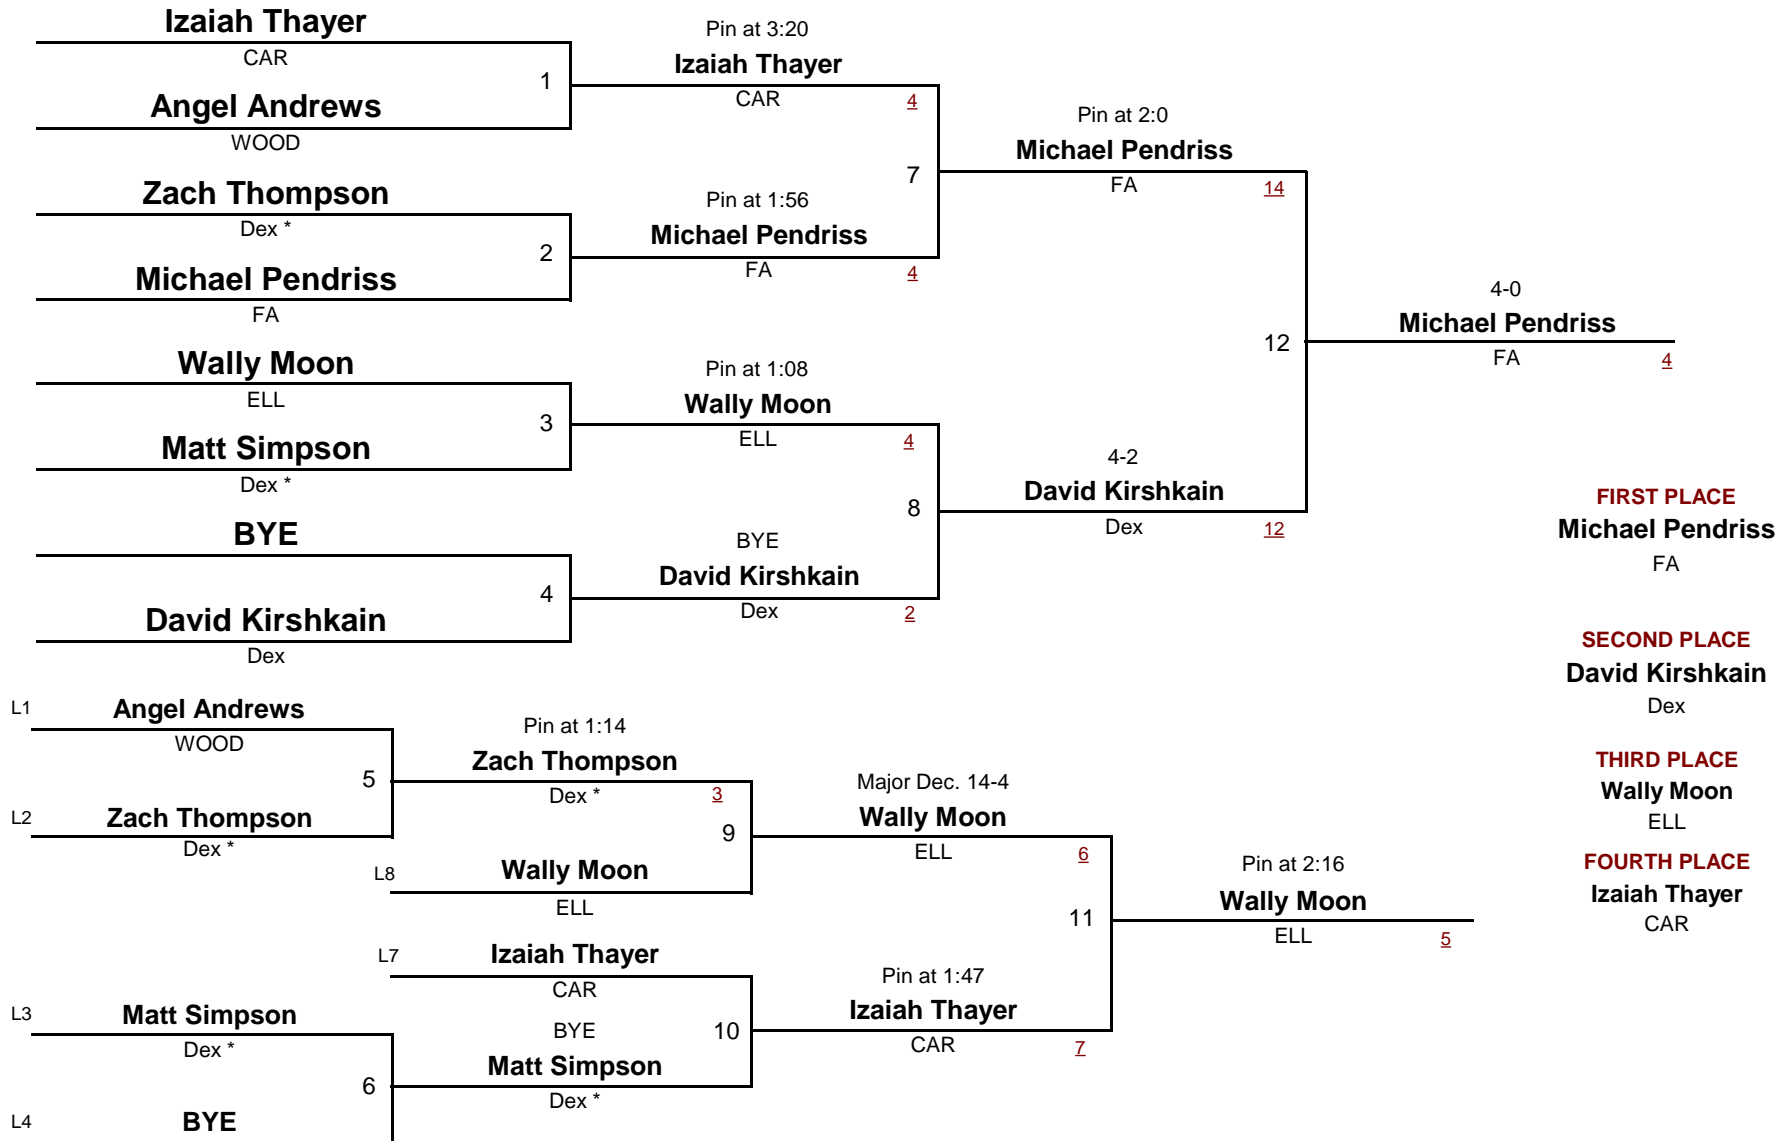 Izaiah Thayer
CAR
1
Angel Andrews
WOOD
Pin at 3:20
Izaiah Thayer
CAR
4
Zach Thompson
Dex *
2
Michael Pendriss
FA
Pin at 1:56
Michael Pendriss
FA
4
7
Pin at 2:0
Michael Pendriss
FA
14
Wally Moon
ELL
3
Matt Simpson
Dex *
Pin at 1:08
Wally Moon
ELL
4
BYE
4
David Kirshkain
Dex
BYE
David Kirshkain
Dex
2
8
4-2
David Kirshkain
Dex
12
12
4-0
Michael Pendriss
FA
4
FIRST PLACE
Michael Pendriss
FA
SECOND PLACE
David Kirshkain
Dex
THIRD PLACE
Wally Moon
ELL
FOURTH PLACE
Izaiah Thayer
CAR
L1
Angel Andrews
WOOD
5
L2
Zach Thompson
Dex *
Pin at 1:14
Zach Thompson
Dex *
3
9
L8
Wally Moon
ELL
Major Dec. 14-4
Wally Moon
ELL
6
L7
Izaiah Thayer
CAR
BYE
10
Matt Simpson
Dex *
L3
Matt Simpson
Dex *
6
L4
BYE
Pin at 1:47
Izaiah Thayer
CAR
7
11
Pin at 2:16
Wally Moon
ELL
5